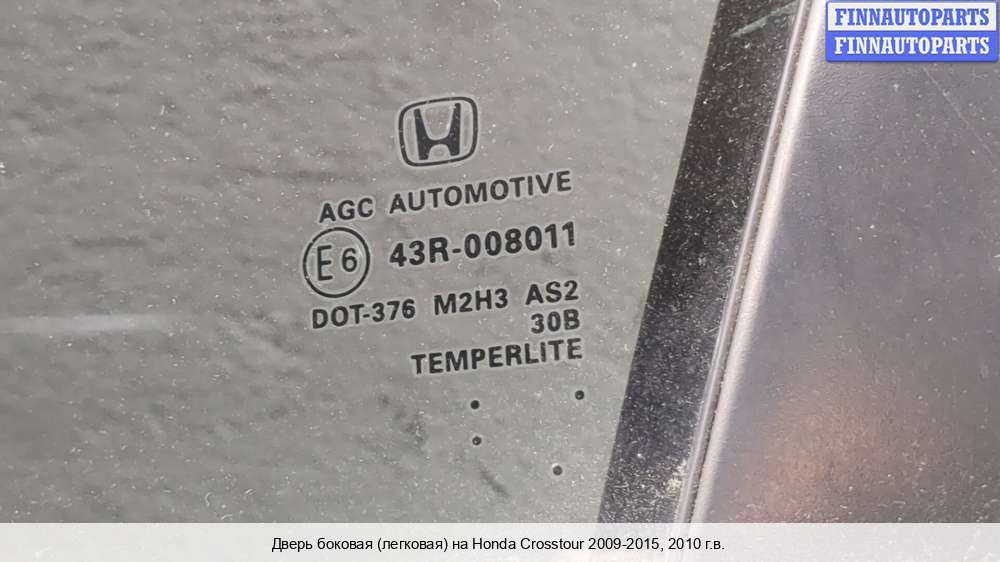 FINNAUTOPARTS
FINNAUTOPARTS
AGC AUTOMOTIVE
E6 43R-008011
DOT-376 M2H3 AS2
30B
TEMPERLITE
Дверь боковая (легковая) на Honda Crosstour 2009-2015, 2010 г.в.